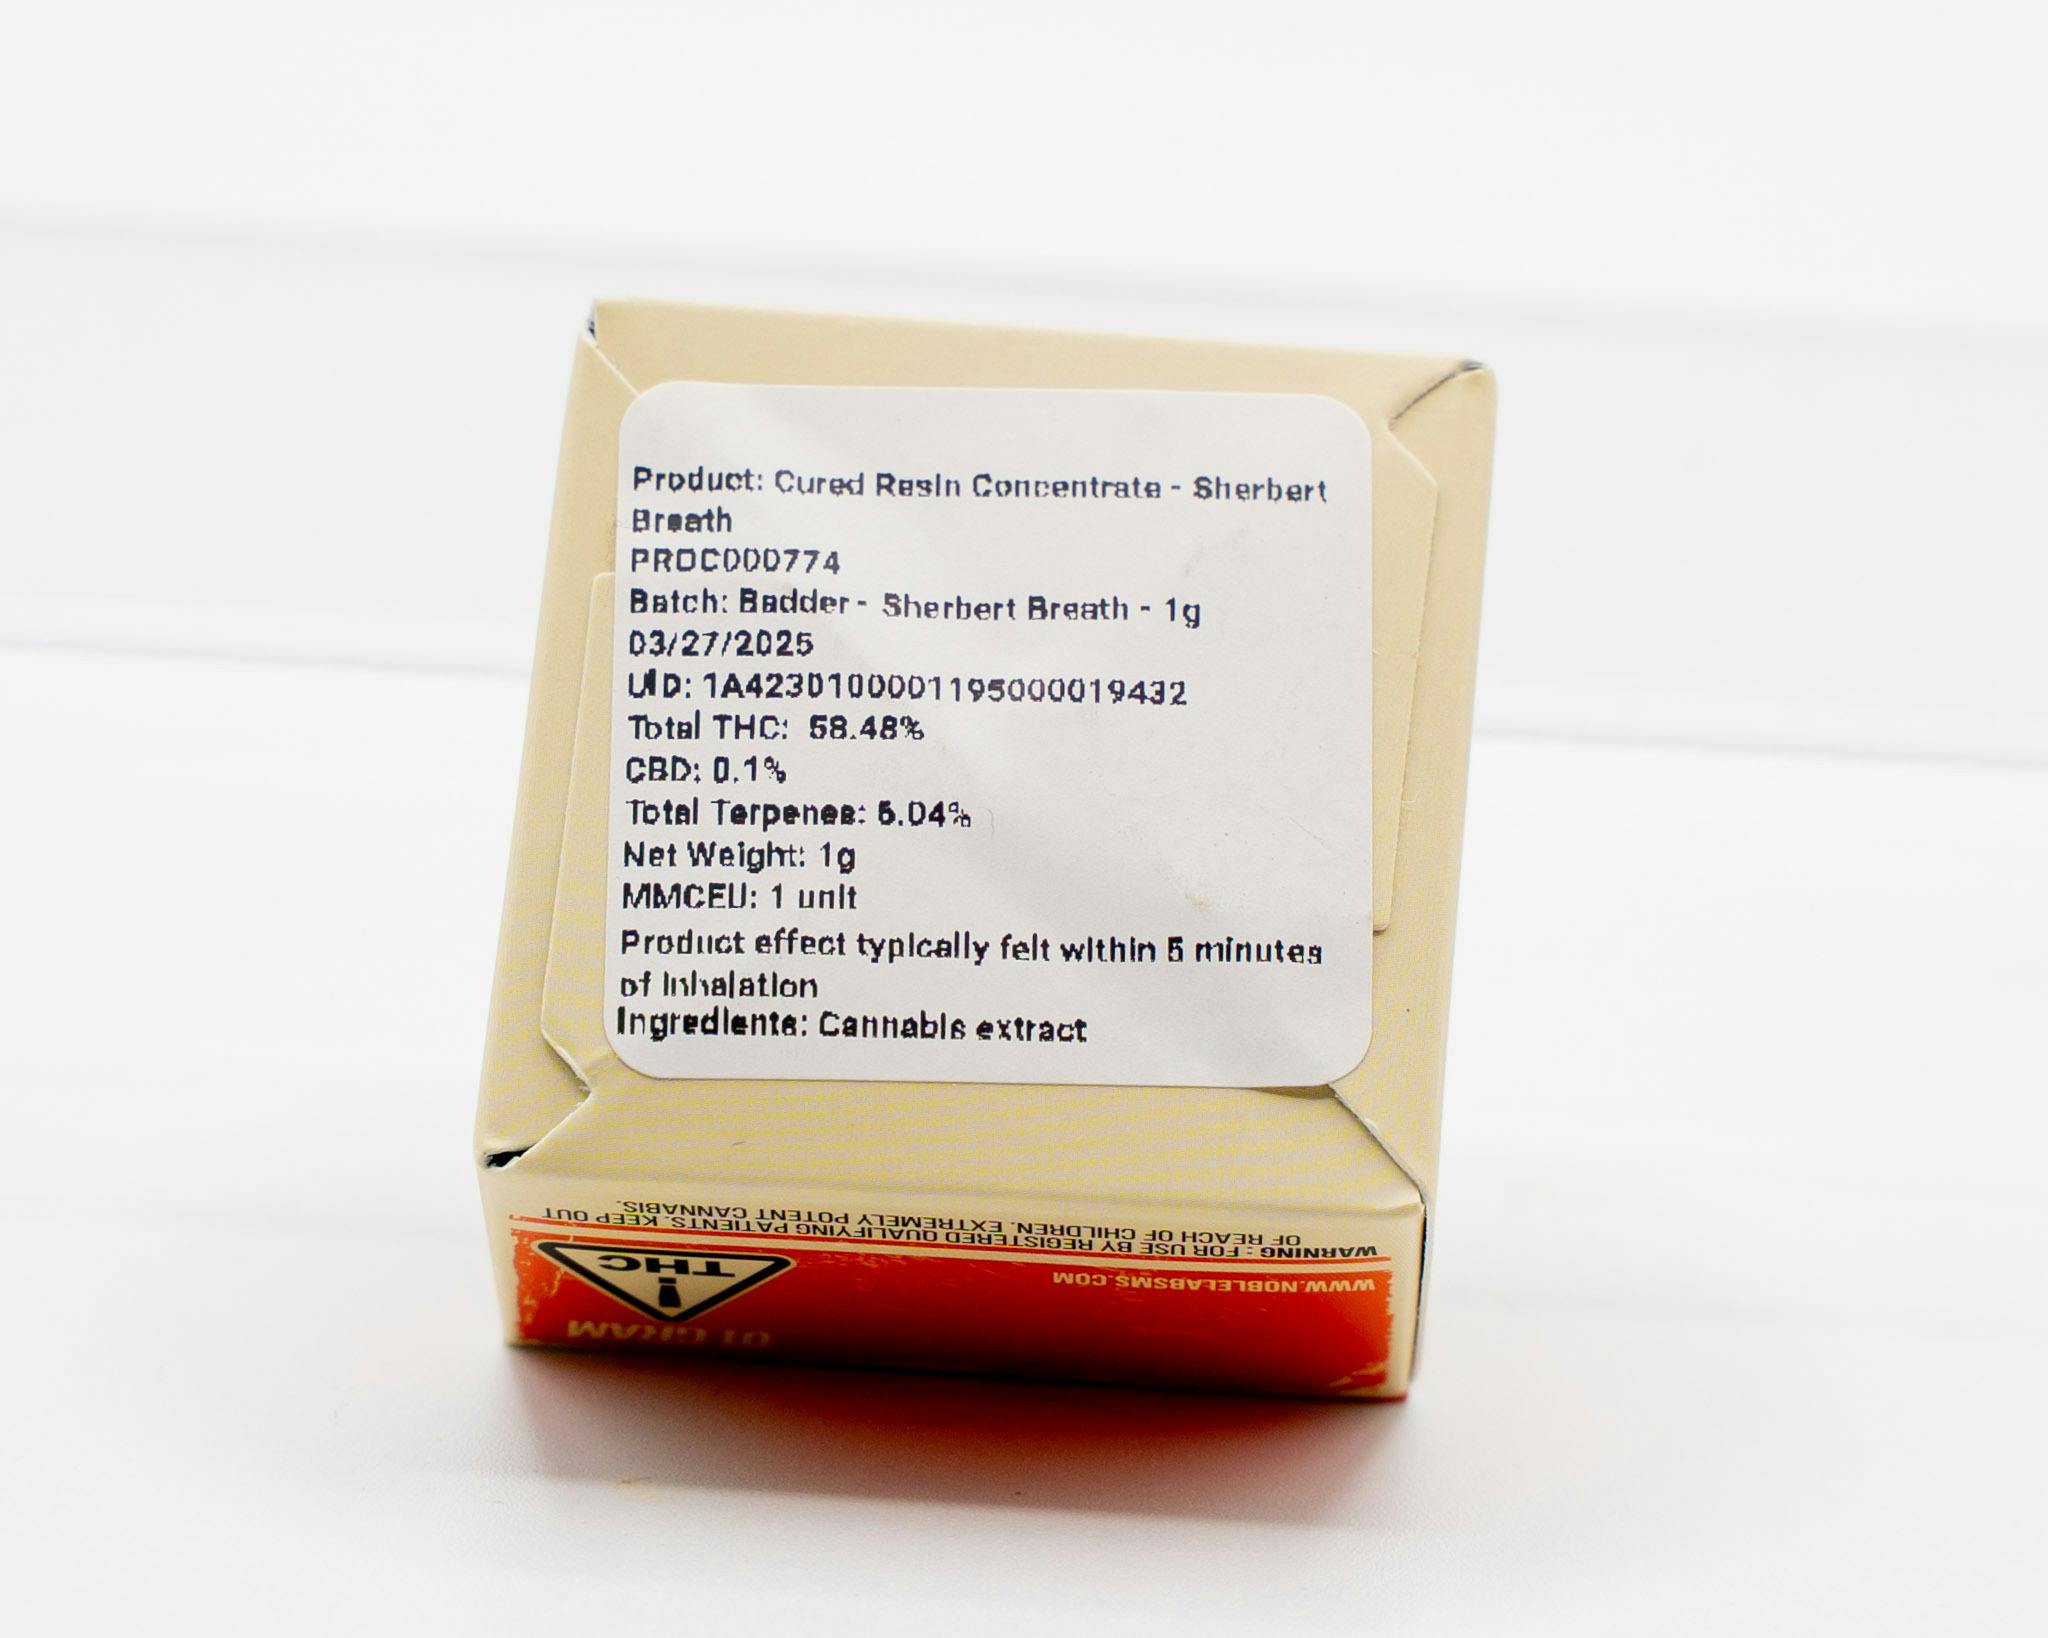 Product: Cured Resin Concentrate - Sherbert
Breath
PROC000774
Batch: Badder - Sherbert Breath - 1g
03/27/2025
UID: 1A4230100001195000019432
Total THC: 58.48%
CBD: 0.1%
Total Terpenes: 5.04%
Net Weight: 1g
MMCEU: 1 unit
Product effect typically felt within 5 minutes
of inhalation
Ingredients: Cannabis extract
WARNING : FOR USE BY REGISTERED QUALIFYING PATIENTS. KEEP OUT
OF REACH OF CHILDREN. EXTREMELY POTENT CANNABIS.
WWW.NOBLELABSMS.COM
THC
!
01 GRAM